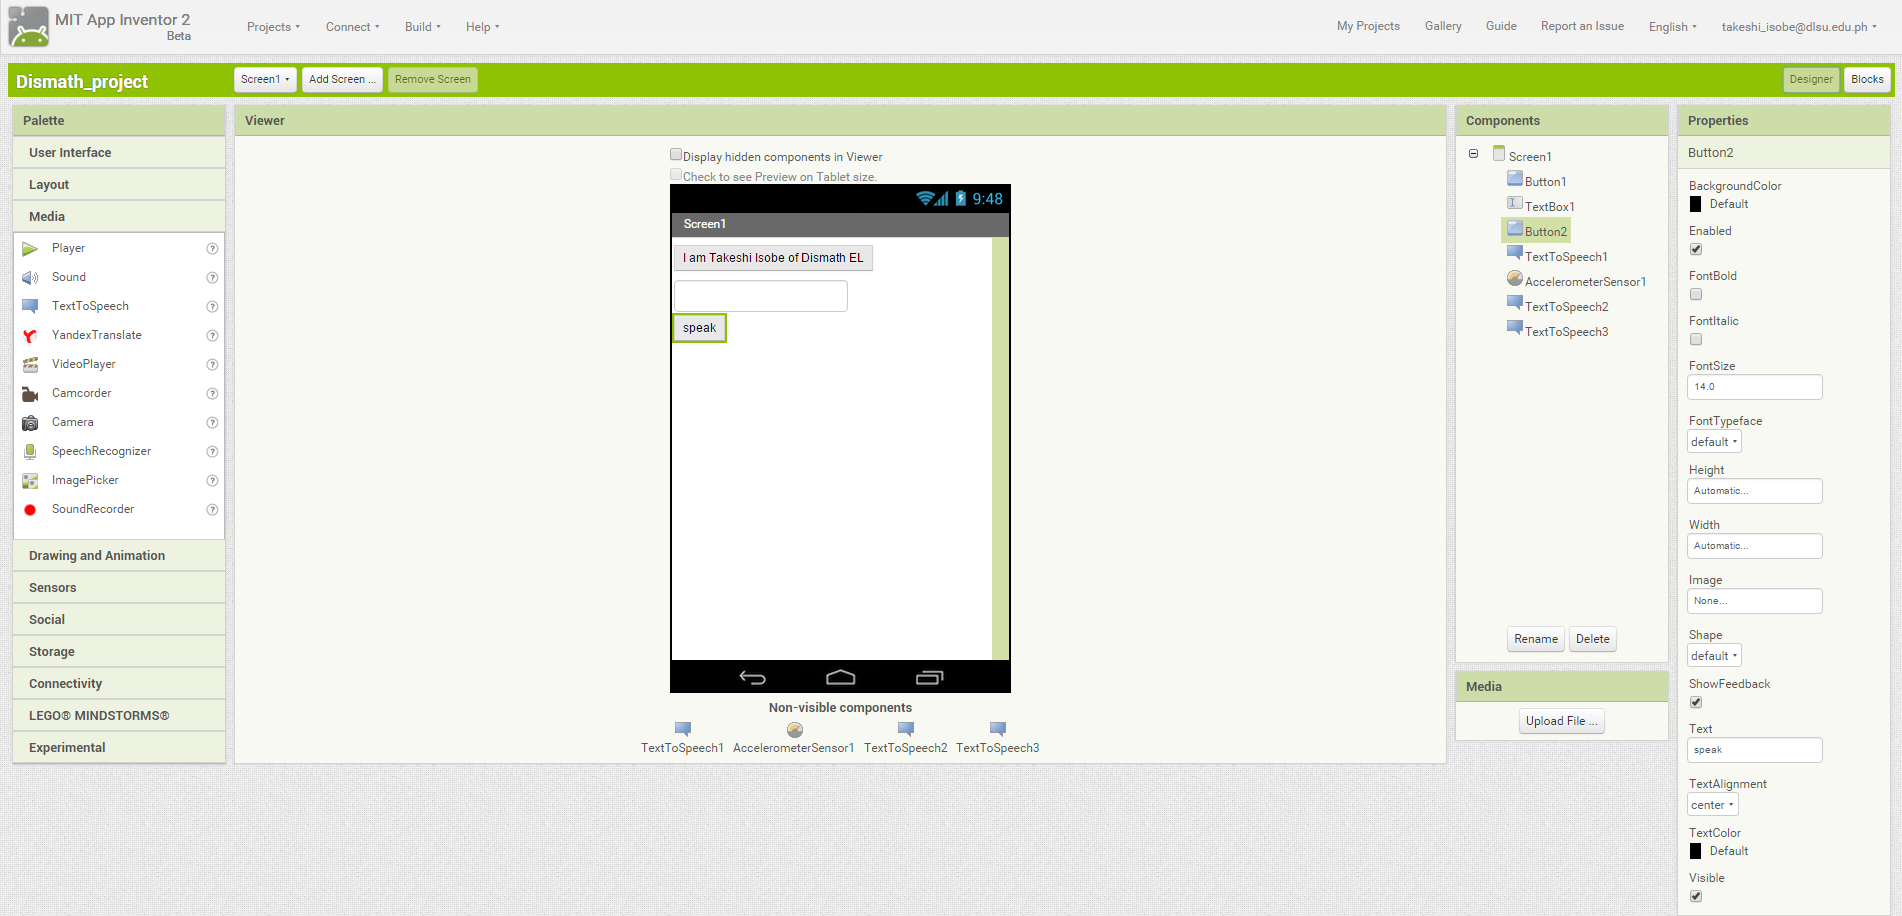 MIT App Inventor 2
Beta
Projects
Connect
Build
Help
My Projects
Gallery
Guide
Report an Issue
English
takeshi_isobe@dlsu.edu.ph
Dismath_project
Screen1
Add Screen ...
Remove Screen
Designer
Blocks
Palette
User Interface
Layout
Media
Player
Sound
TextToSpeech
YandexTranslate
VideoPlayer
Camcorder
Camera
SpeechRecognizer
ImagePicker
SoundRecorder
Drawing and Animation
Sensors
Social
Storage
Connectivity
LEGO® MINDSTORMS®
Experimental
Viewer
Display hidden components in Viewer
Check to see Preview on Tablet size.
9:48
Screen1
I am Takeshi Isobe of Dismath EL
speak
Non-visible components
TextToSpeech1
AccelerometerSensor1
TextToSpeech2
TextToSpeech3
Components
Screen1
Button1
TextBox1
Button2
TextToSpeech1
AccelerometerSensor1
TextToSpeech2
TextToSpeech3
Rename
Delete
Media
Upload File ...
Properties
Button2
BackgroundColor
Default
Enabled
FontBold
FontItalic
FontSize
14.0
FontTypeface
default
Height
Automatic...
Width
Automatic...
Image
None...
Shape
default
ShowFeedback
Text
speak
TextAlignment
center
TextColor
Default
Visible